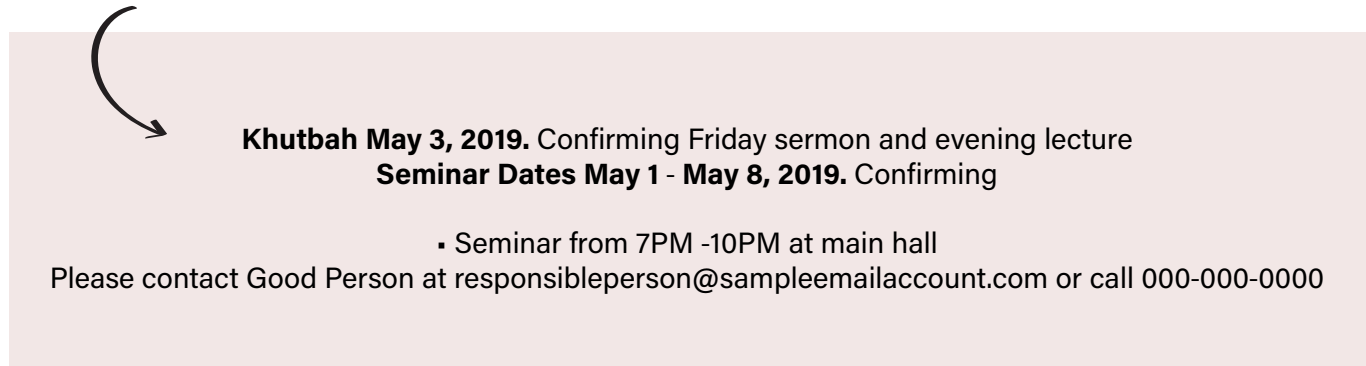 Khutbah May 3, 2019. Confirming Friday sermon and evening lecture
Seminar Dates May 1 - May 8, 2019. Confirming
▪ Seminar from 7PM -10PM at main hall
Please contact Good Person at responsibleperson@sampleemailaccount.com or call 000-000-0000